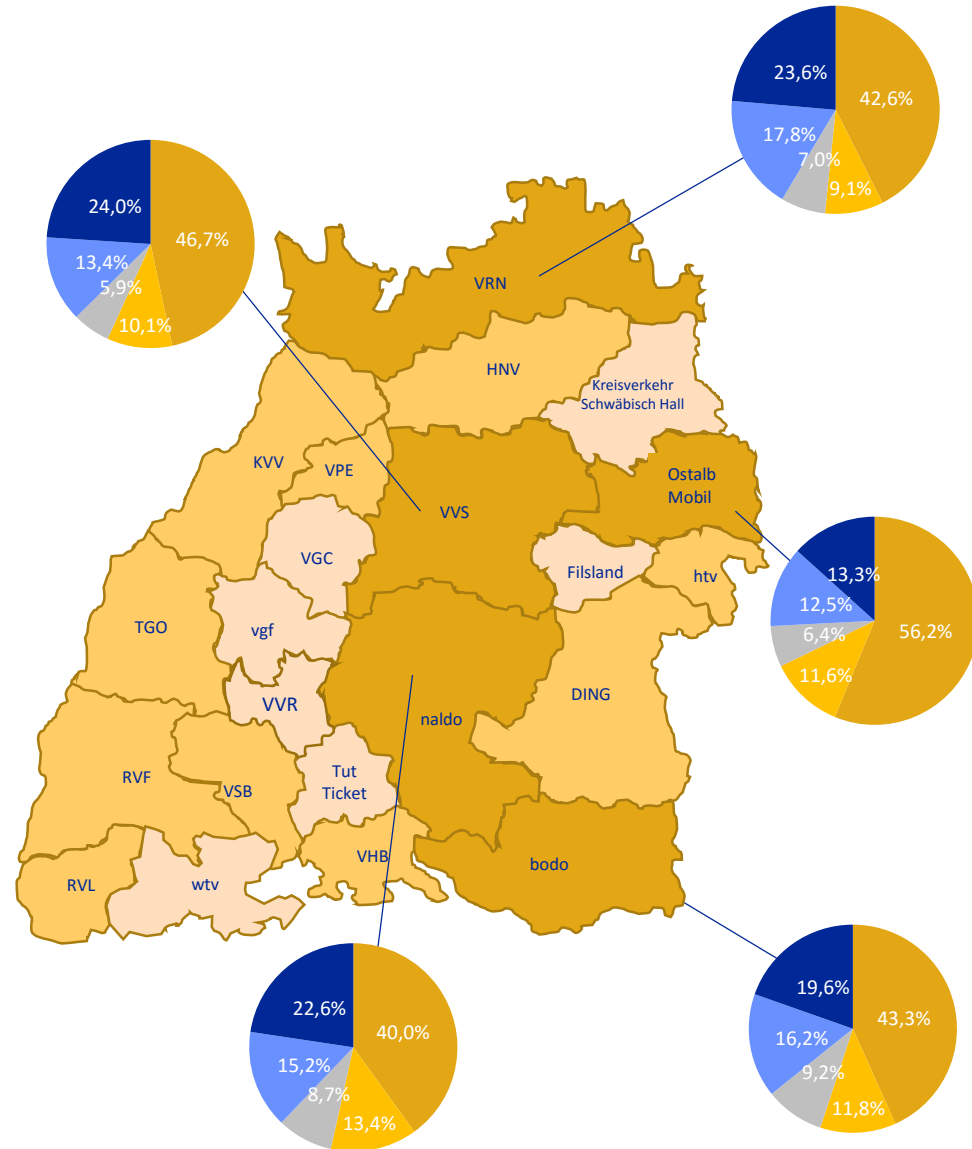 23,6%
42,6%
17,8%
7,0%
9,1%
24,0%
46,7%
13,4%
5,9%
10,1%
VRN
HNV
Kreisverkehr
Schwäbisch Hall
KVV
VPE
VVS
Ostalb
Mobil
VGC
Filsland
htv
13,3%
12,5%
6,4%
56,2%
11,6%
TGO
vgf
VVR
naldo
DING
RVF
VSB
Tut
Ticket
VHB
bodo
RVL
wtv
22,6%
40,0%
15,2%
8,7%
13,4%
19,6%
43,3%
16,2%
9,2%
11,8%